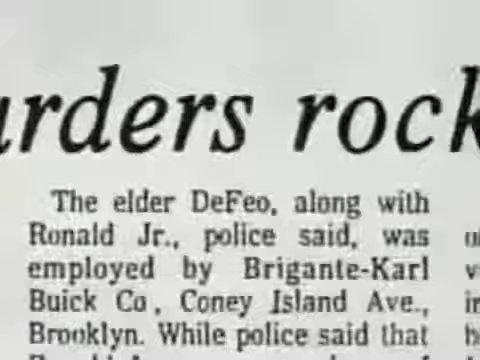 rders rock
The elder DeFeo, along with
Ronald Jr., police said, was
employed by Brigante-Karl
Buick Co, Coney Island Ave.,
Brooklyn. While police said that